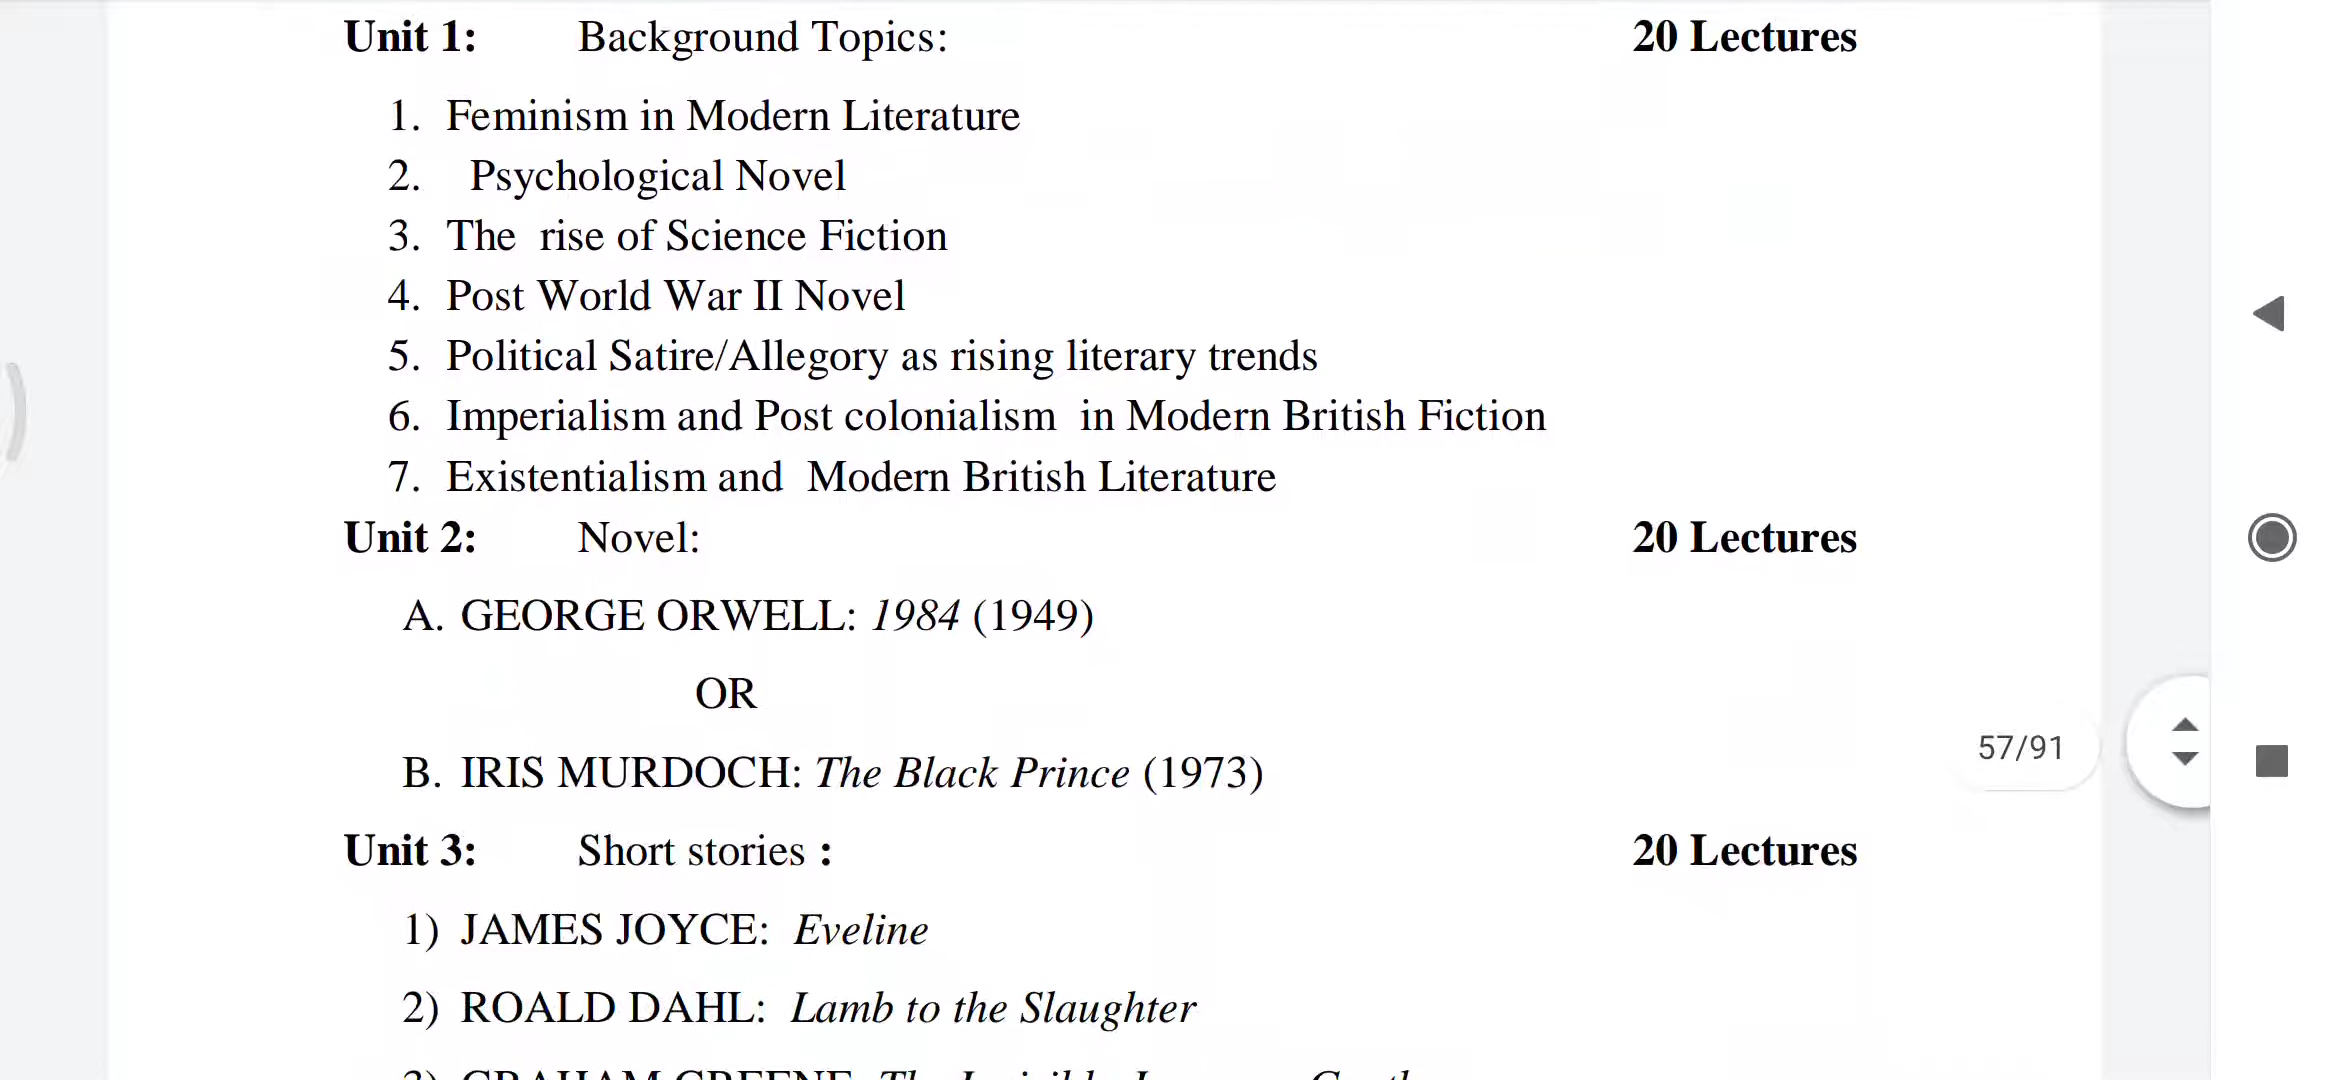 Unit 1: Background Topics: 20 Lectures
1. Feminism in Modern Literature
2. Psychological Novel
3. The rise of Science Fiction
4. Post World War II Novel
5. Political Satire/Allegory as rising literary trends
6. Imperialism and Post colonialism in Modern British Fiction
7. Existentialism and Modern British Literature
Unit 2: Novel: 20 Lectures
A. GEORGE ORWELL: 1984 (1949)
OR
B. IRIS MURDOCH: The Black Prince (1973)
57/91
Unit 3: Short stories : 20 Lectures
1) JAMES JOYCE: Eveline
2) ROALD DAHL: Lamb to the Slaughter
3) GRAHAM GREENE